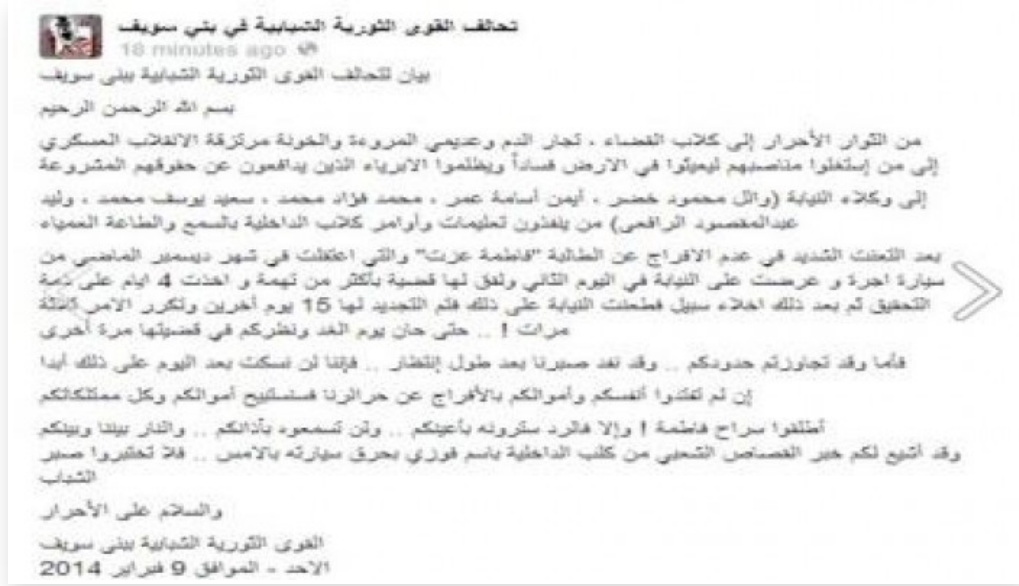 تحالف القوى الثورية الشبابية في بني سويف
18 minutes ago
بيان لتحالف القوى الثورية الشبابية ببنى سويف
بسم الله الرحمن الرحيم
من الثوار الأحرار إلى كلاب القضاء ، تجار الدم وعديمي المروءة والخونة مرتزقة الانقلاب العسكري
إلى من إستغلوا مناصبهم ليعيثوا في الارض فساداً ويظلموا الابرياء الذين يدافعون عن حقوقهم المشروعة
إلى وكلاء النيابة (وائل محمود خضر ، أيمن أسامة عمر ، محمد فؤاد محمد ، سعيد يوسف محمد ، وليد
عبدالمقصود الرافعى) من ينفذون تعليمات وأوامر كلاب الداخلية بالسمع والطاعة العمياء
بعد التعنت الشديد في عدم الافراج عن الطالبة "فاطمة عزت" والتي اعتقلت في شهر ديسمبر الماضي من
سيارة اجرة و عرضت على النيابة في اليوم الثاني ولفق لها قضية بأكثر من تهمة و اخذت 4 ايام على ذمة
التحقيق ثم بعد ذلك اخلاء سبيل فطعنت النيابة على ذلك فتم التجديد لها 15 يوم أخرين وتكرر الامر ثلاثة
مرات ! .. حتى حان يوم الغد ونظركم في قضيتها مرة أخرى
فأما وقد تجاوزتم حدودكم .. وقد نفد صبرنا بعد طول إنتظار .. فإننا لن نسكت بعد اليوم على ذلك أبدا
إن لم تفتدوا أنفسكم وأموالكم بالأفراج عن حرائرنا فسنستبيح أموالكم وكل ممتلكاتكم
أطلقوا سراح فاطمة ! وإلا فالرد سترونه بأعينكم .. ولن تسمعوه بأذانكم .. والنار بيننا وبينكم
وقد أشيع لكم خبر القصاص الشعبي من كلب الداخلية باسم فوزي بحرق سيارته بالامس .. فلا تختبروا صبر
الشباب
والسلام على الأحرار
القوى الثورية الشبابية ببنى سويف
الاحد - الموافق 9 فبراير 2014